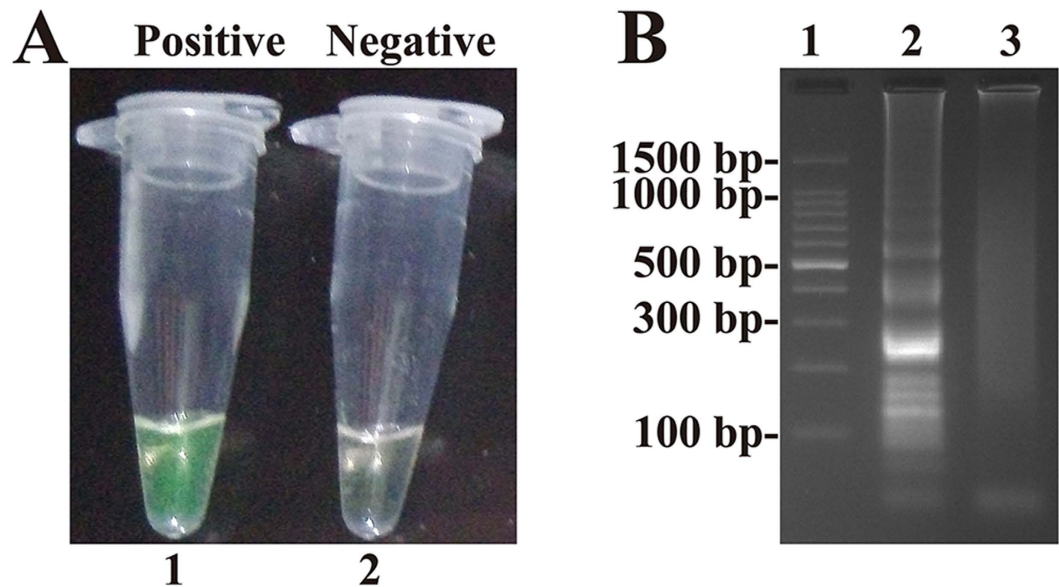 A
Positive Negative
1 2
B
1 2 3
1500 bp-
1000 bp-
500 bp-
300 bp-
100 bp-